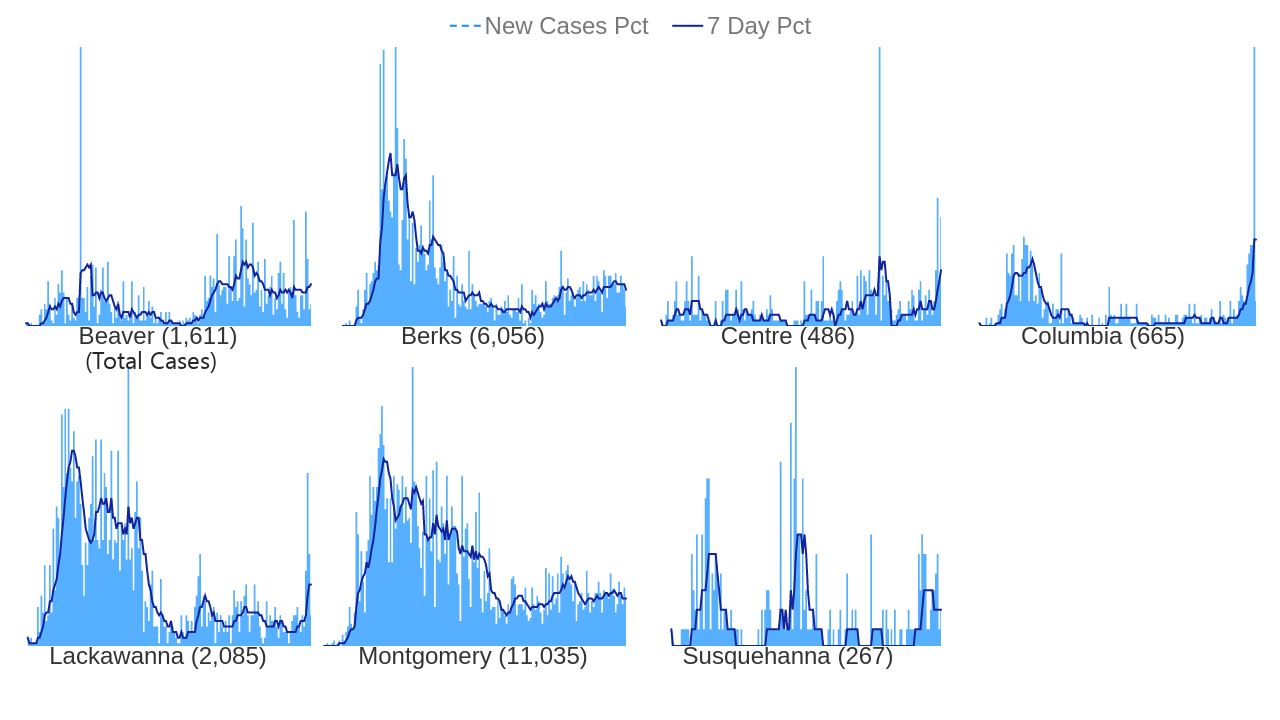 New Cases Pct 7 Day Pct
Beaver (1,611) Berks (6,056) Centre (486) Columbia (665)
(Total Cases)
Lackawanna (2,085) Montgomery (11,035) Susquehanna (267)